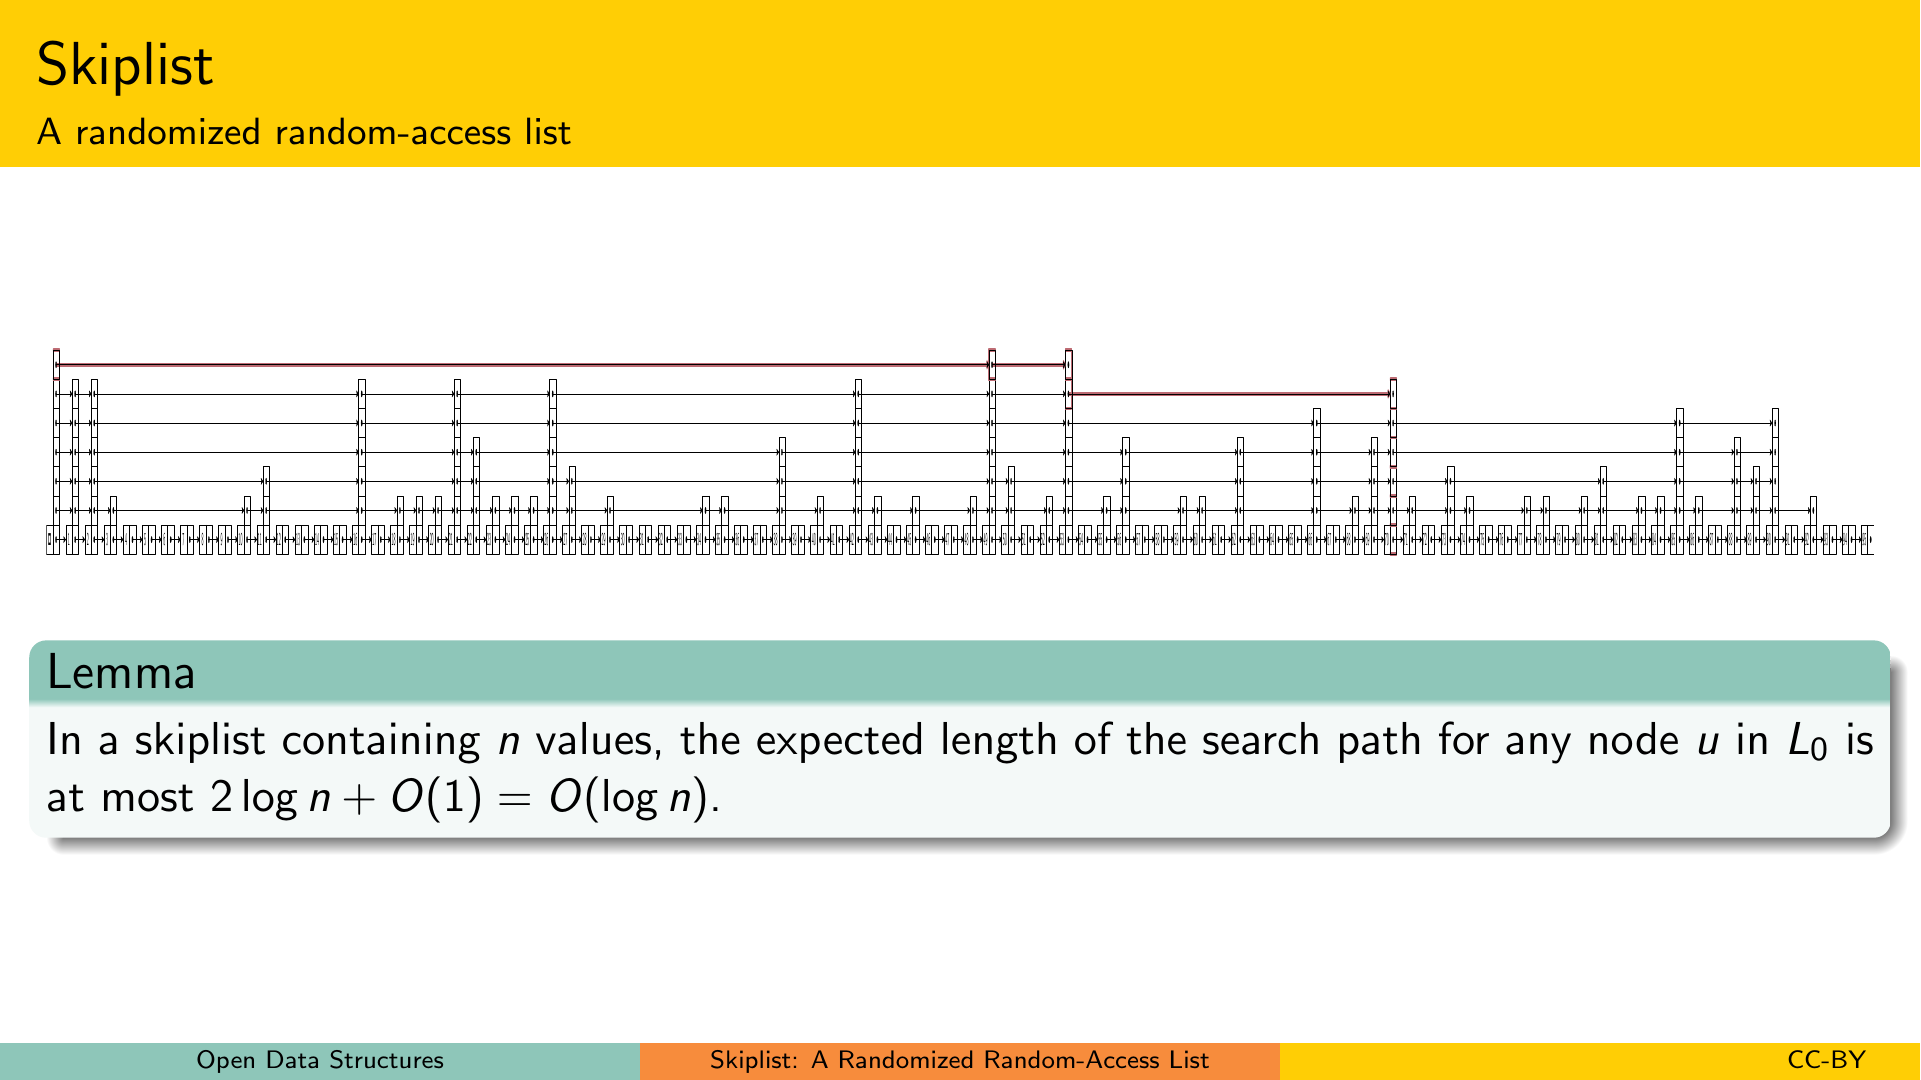 Skiplist
A randomized random-access list
Lemma
In a skiplist containing n values, the expected length of the search path for any node u in L₀ is
at most 2 log n + O(1) = O(log n).
Open Data Structures
Skiplist: A Randomized Random-Access List
CC-BY